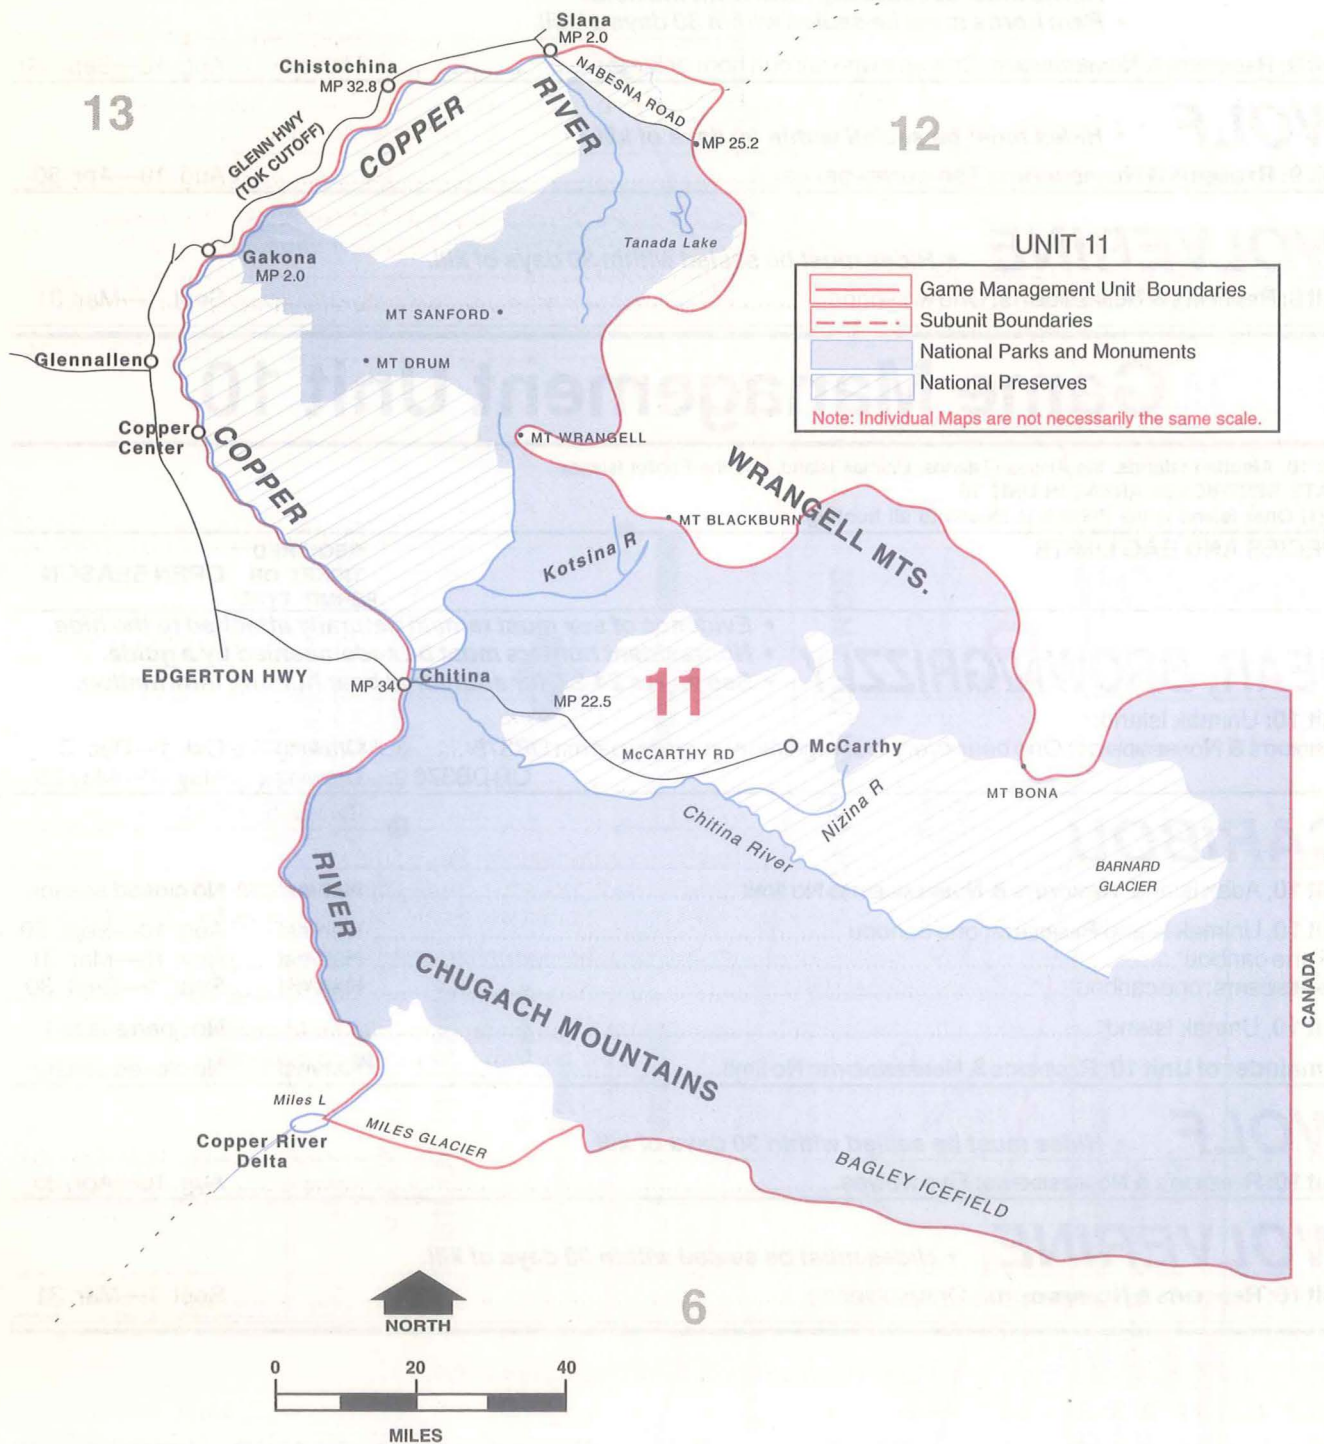 Slana
MP 2.0
Chistochina
MP 32.8
NABESNA ROAD
13
COPPER
RIVER
12
GLENN HWY
(TOK CUTOFF)
MP 25.2
Tanada Lake
UNIT 11
Gakona
MP 2.0
Game Management Unit Boundaries
Subunit Boundaries
National Parks and Monuments
National Preserves
Note: Individual Maps are not necessarily the same scale.
MT SANFORD
Glennallen
MT DRUM
Copper
Center
COPPER
MT WRANGELL
WRANGELL MTS.
MT BLACKBURN
Kotsina R
EDGERTON HWY
MP 34
Chitina
MP 22.5
11
McCARTHY RD
McCarthy
MT BONA
Nizina R
Chitina River
RIVER
BARNARD
GLACIER
CANADA
CHUGACH MOUNTAINS
Miles L
Copper River
Delta
MILES GLACIER
BAGLEY ICEFIELD
6
NORTH
0 20 40
MILES